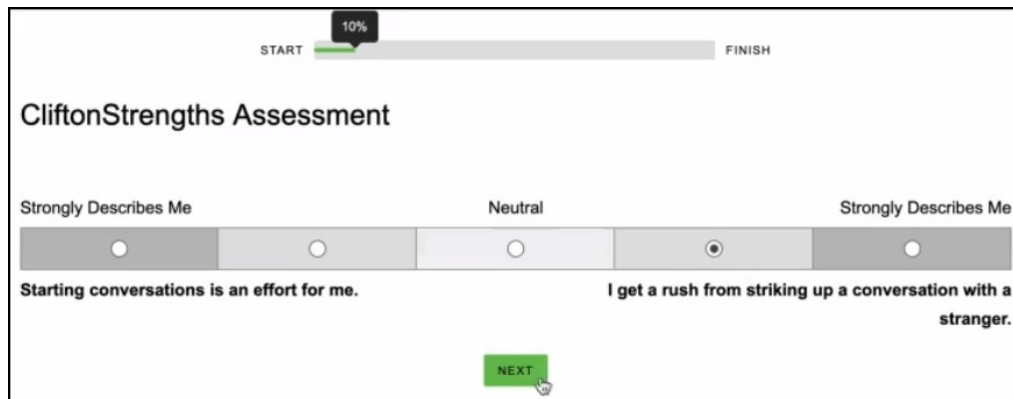 10%
START
FINISH
CliftonStrengths Assessment
Strongly Describes Me
Neutral
Strongly Describes Me
Starting conversations is an effort for me.
I get a rush from striking up a conversation with a
stranger.
NEXT